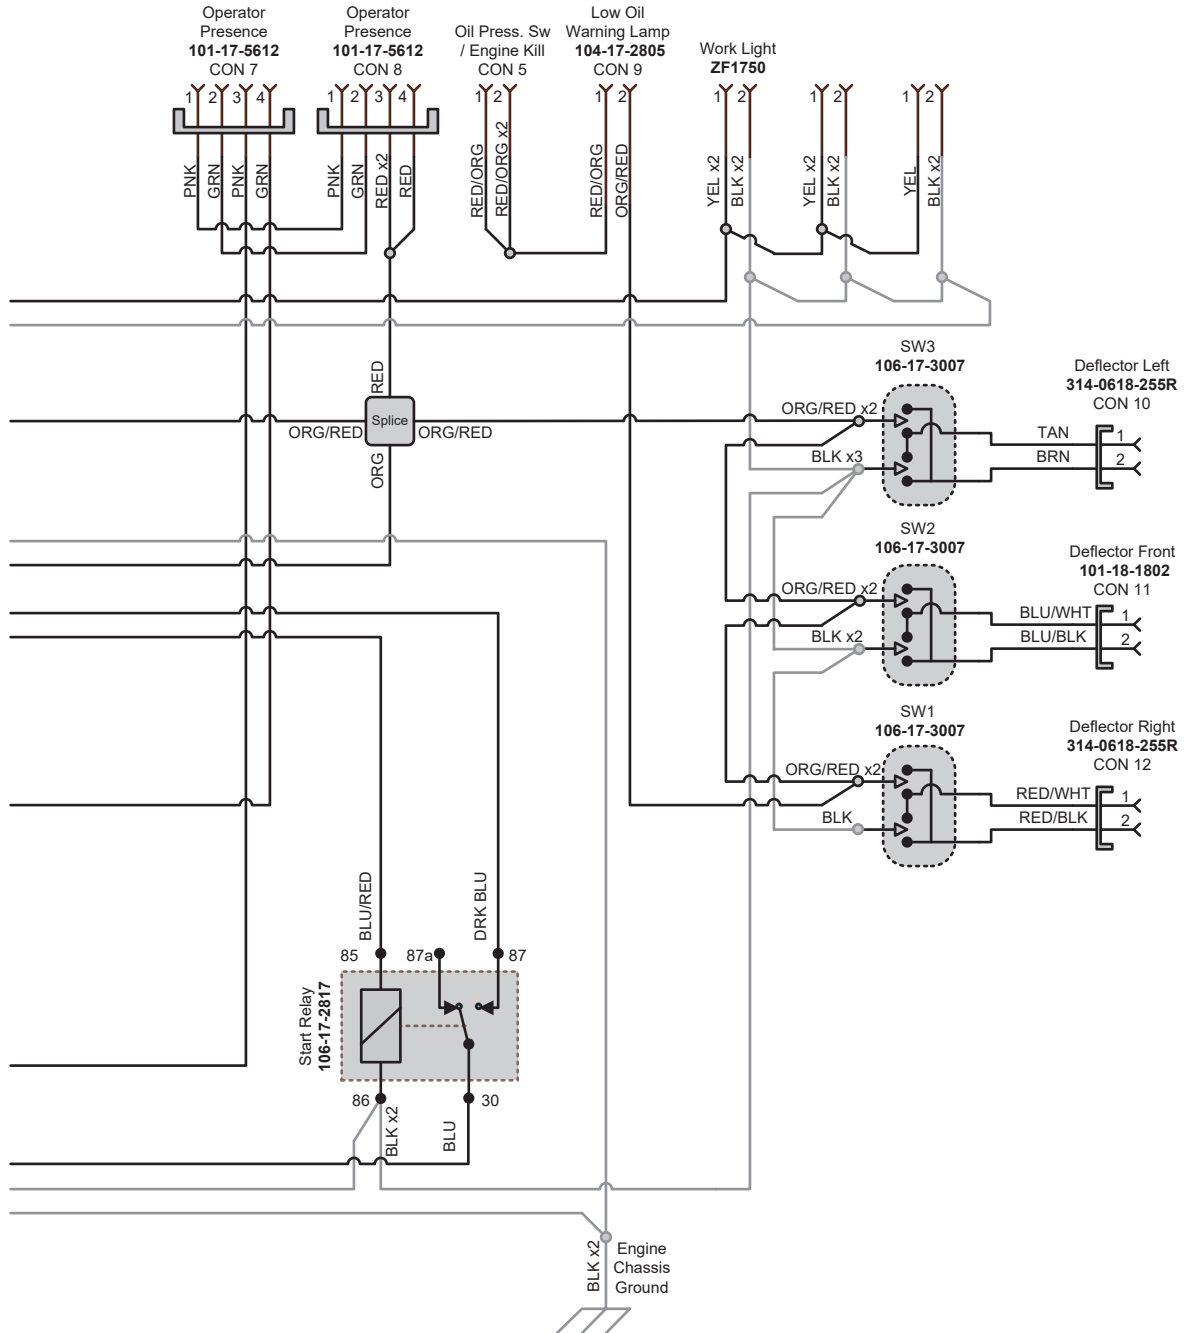 Operator
Presence
101-17-5612
CON 7
Operator
Presence
101-17-5612
CON 8
Oil Press. Sw
/ Engine Kill
CON 5
Low Oil
Warning Lamp
104-17-2805
CON 9
Work Light
ZF1750
1 2 3 4
1 2 3 4
1 2
1 2
1 2
1 2
1 2
PNK
GRN
PNK
GRN
PNK
GRN
RED x2
RED
RED/ORG
RED/ORG x2
RED/ORG
ORG/RED
YEL x2
BLK x2
YEL x2
BLK x2
YEL
BLK x2
RED
Splice
ORG/RED
ORG/RED
ORG
SW3
106-17-3007
ORG/RED x2
BLK x3
Deflector Left
314-0618-255R
CON 10
TAN
1
BRN
2
SW2
106-17-3007
ORG/RED x2
BLK x2
Deflector Front
101-18-1802
CON 11
BLU/WHT
1
BLU/BLK
2
SW1
106-17-3007
ORG/RED x2
BLK
Deflector Right
314-0618-255R
CON 12
RED/WHT
1
RED/BLK
2
BLU/RED
DRK BLU
85
87a
87
Start Relay
106-17-2817
86
30
BLK x2
BLU
BLK x2
Engine
Chassis
Ground